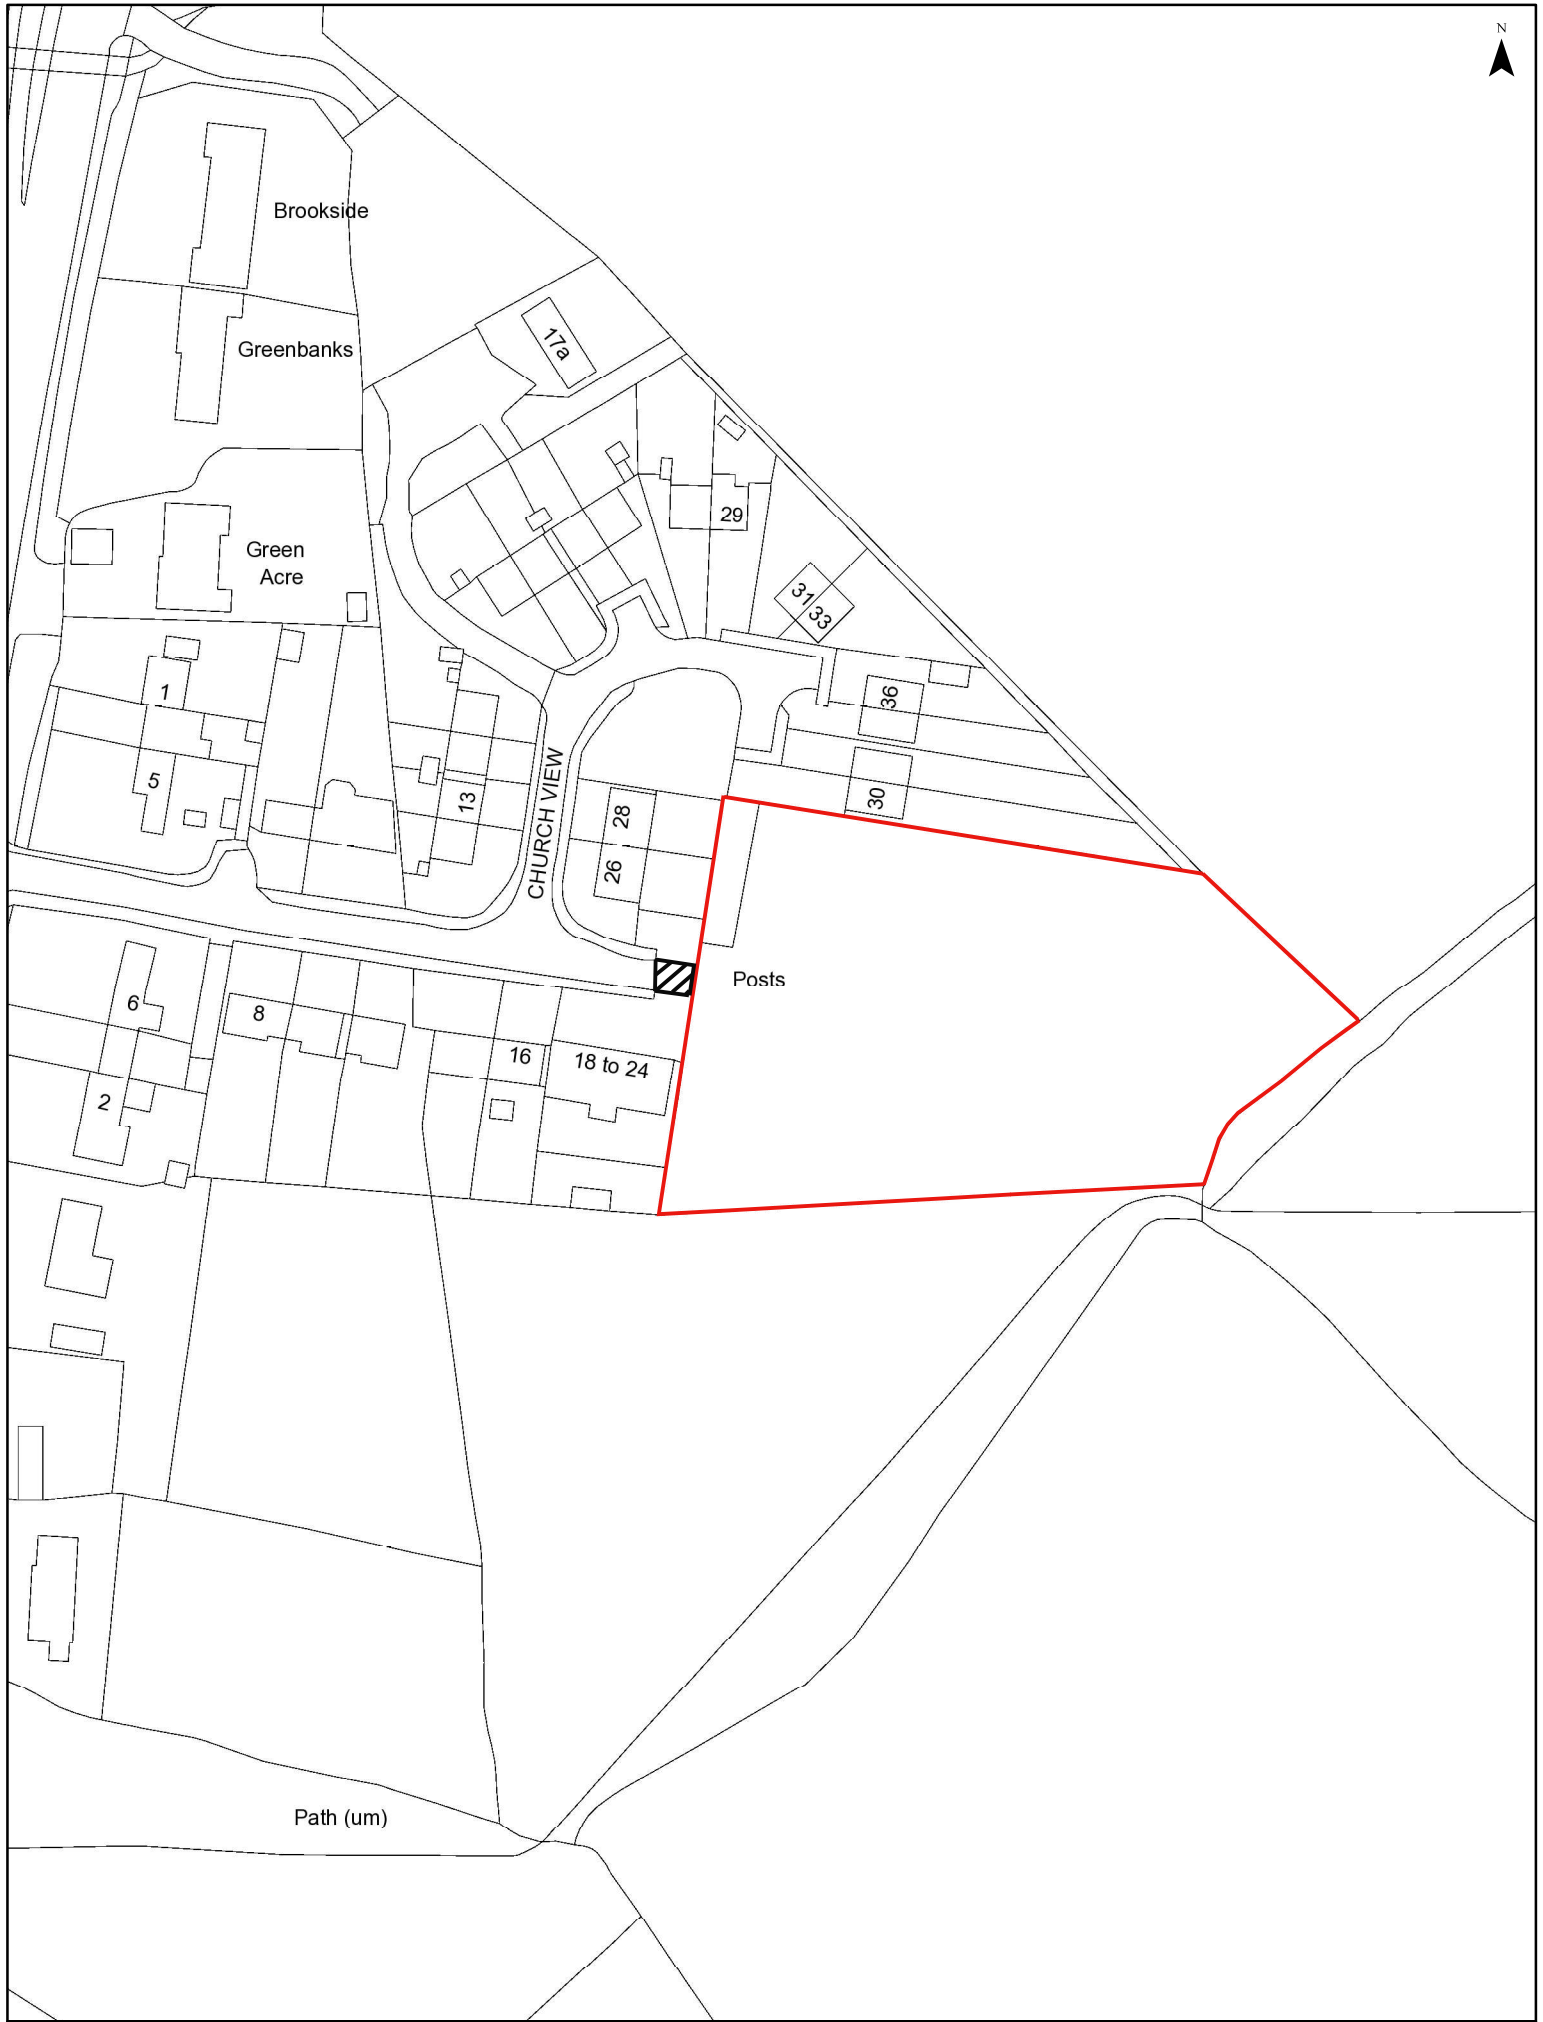 N
Brookside
17a
Greenbanks
29
Green
Acre
31
33
1
36
5
13
CHURCH VIEW
28
30
26
Posts
6
8
16
18 to 24
2
Path (um)